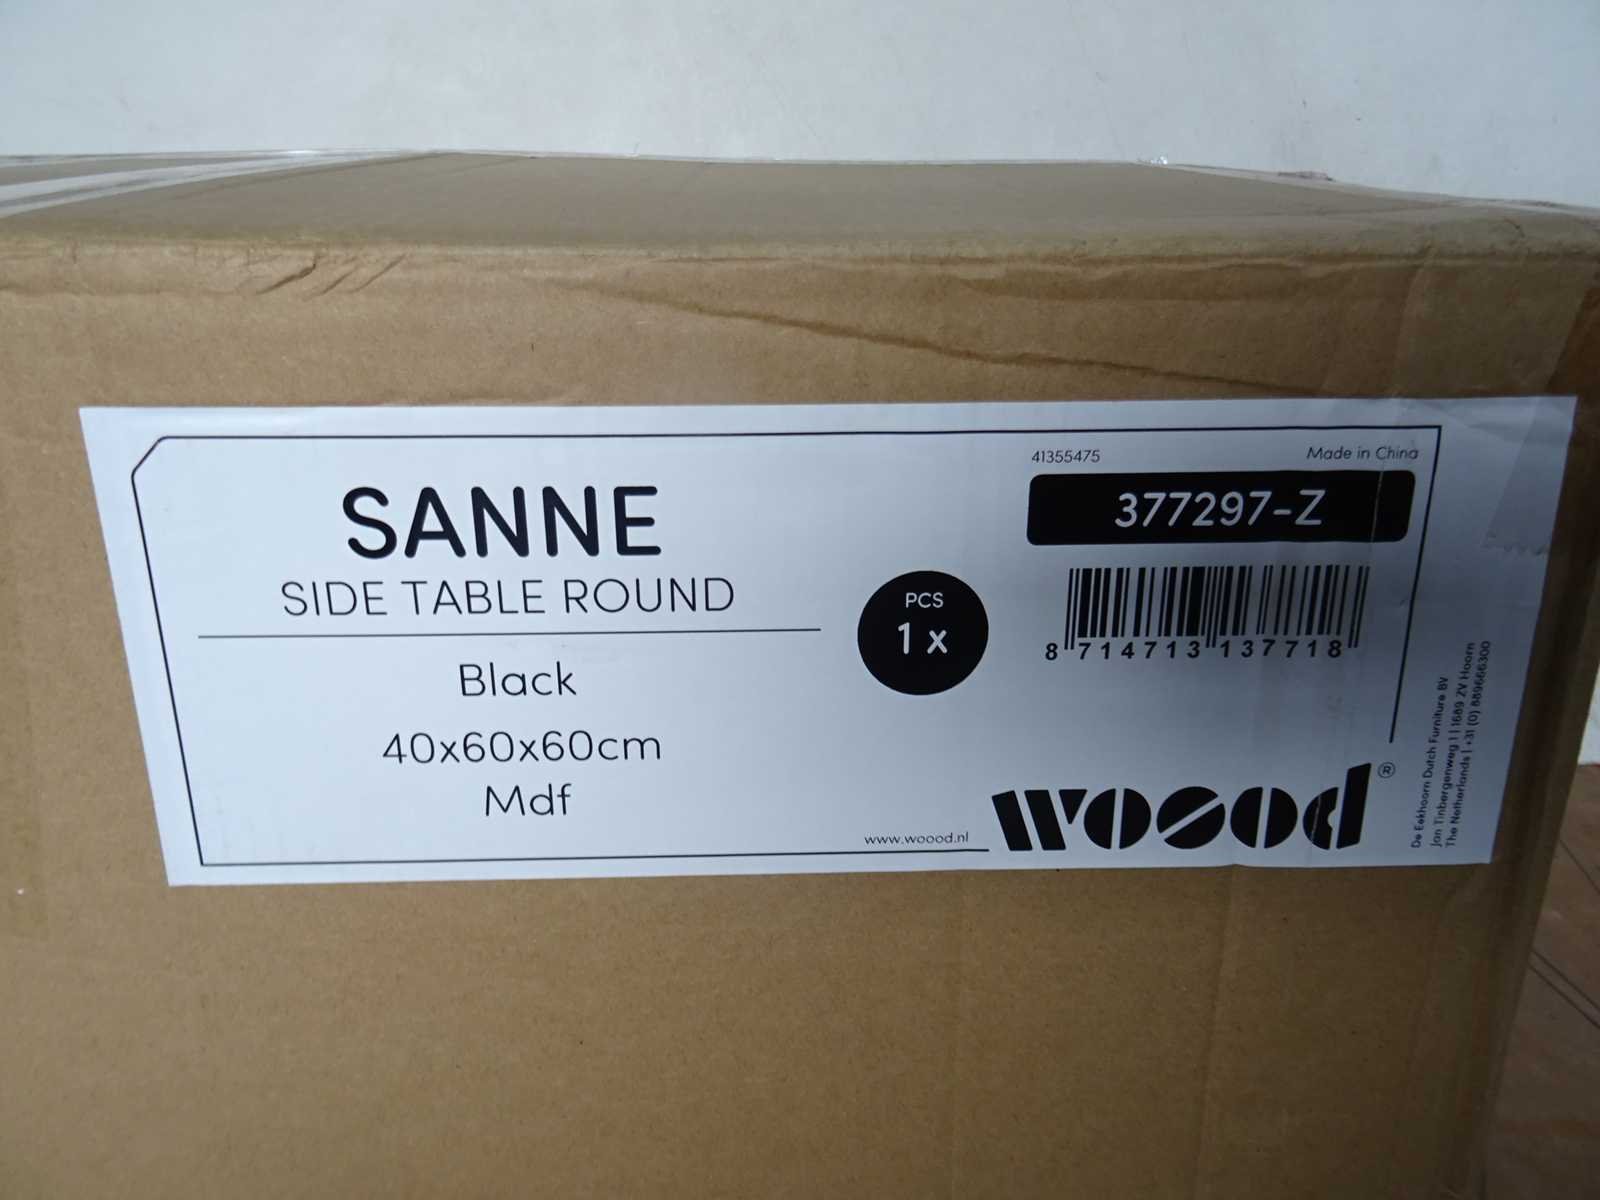 SANNE
SIDE TABLE ROUND
Black
40x60x60cm
Mdf
PCS
1 x
41355475
Made in China
377297-Z
8 714713 137718
www.woood.nl
woood®
De Eekhoorn Dutch Furniture BV
Jan Tinbergenweg 1 | 1689 ZV Hoorn
The Netherlands | +31 (0) 889666300